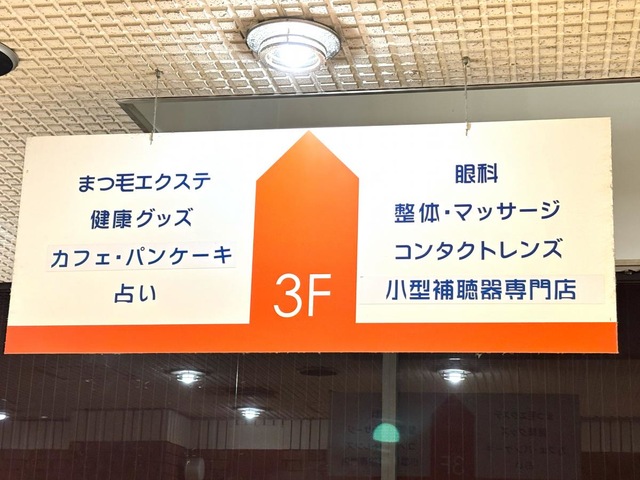 まつ毛エクステ
健康グッズ
カフェ・パンケーキ
占い
3F
眼科
整体・マッサージ
コンタクトレンズ
小型補聴器専門店